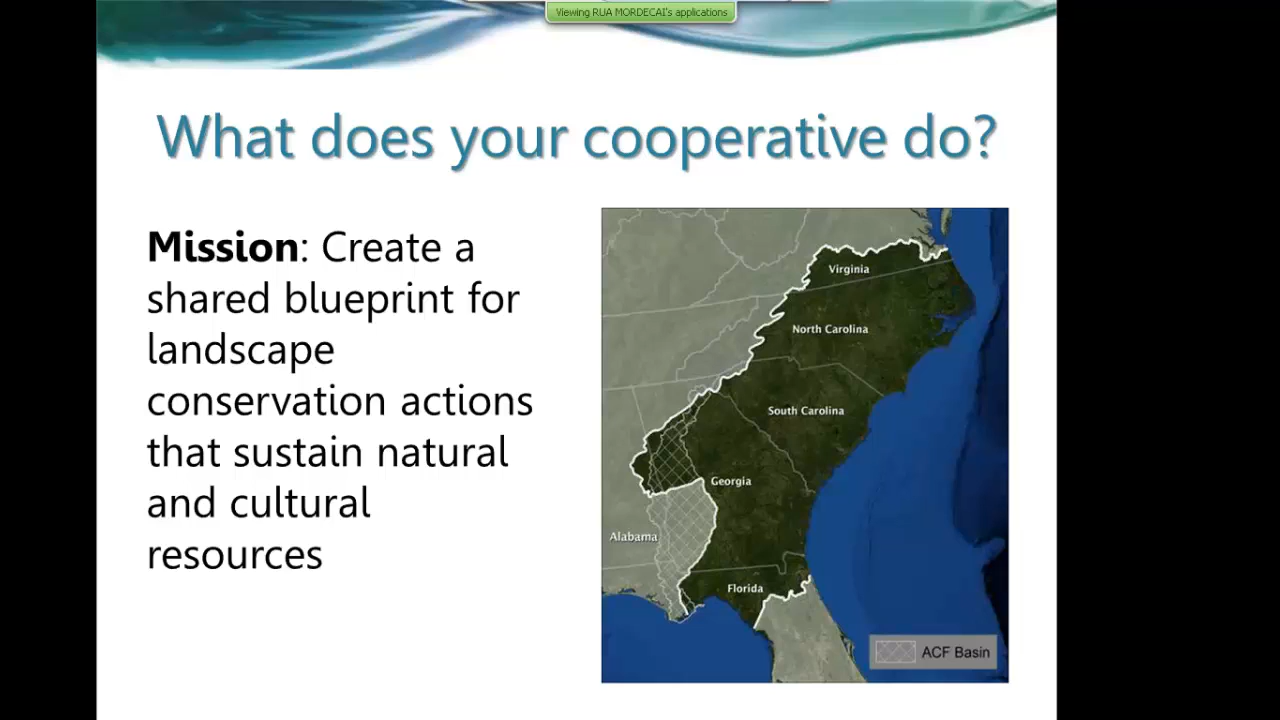 Viewing RUA MORDECAI's applications
What does your cooperative do?
Mission: Create a
shared blueprint for
landscape
conservation actions
that sustain natural
and cultural
resources
Virginia
North Carolina
South Carolina
Georgia
Alabama
Florida
ACF Basin